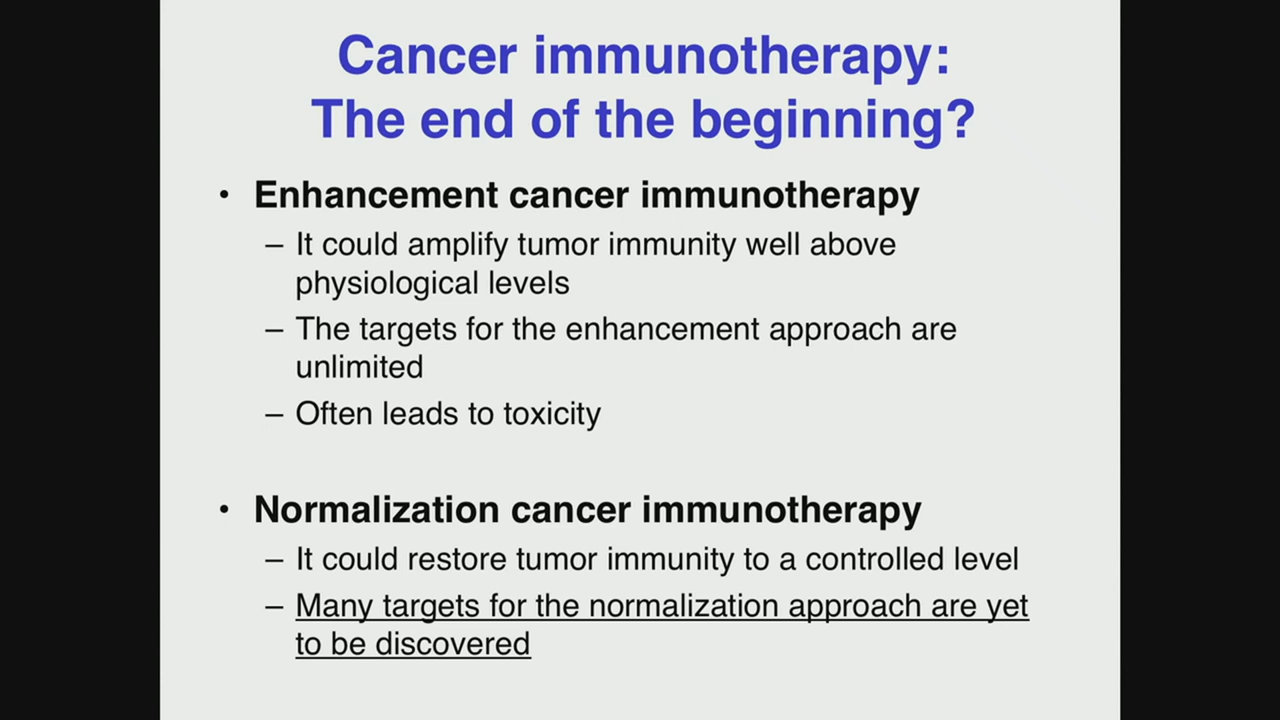 Cancer immunotherapy:
The end of the beginning?
• Enhancement cancer immunotherapy
– It could amplify tumor immunity well above
physiological levels
– The targets for the enhancement approach are
unlimited
– Often leads to toxicity
• Normalization cancer immunotherapy
– It could restore tumor immunity to a controlled level
– Many targets for the normalization approach are yet
to be discovered